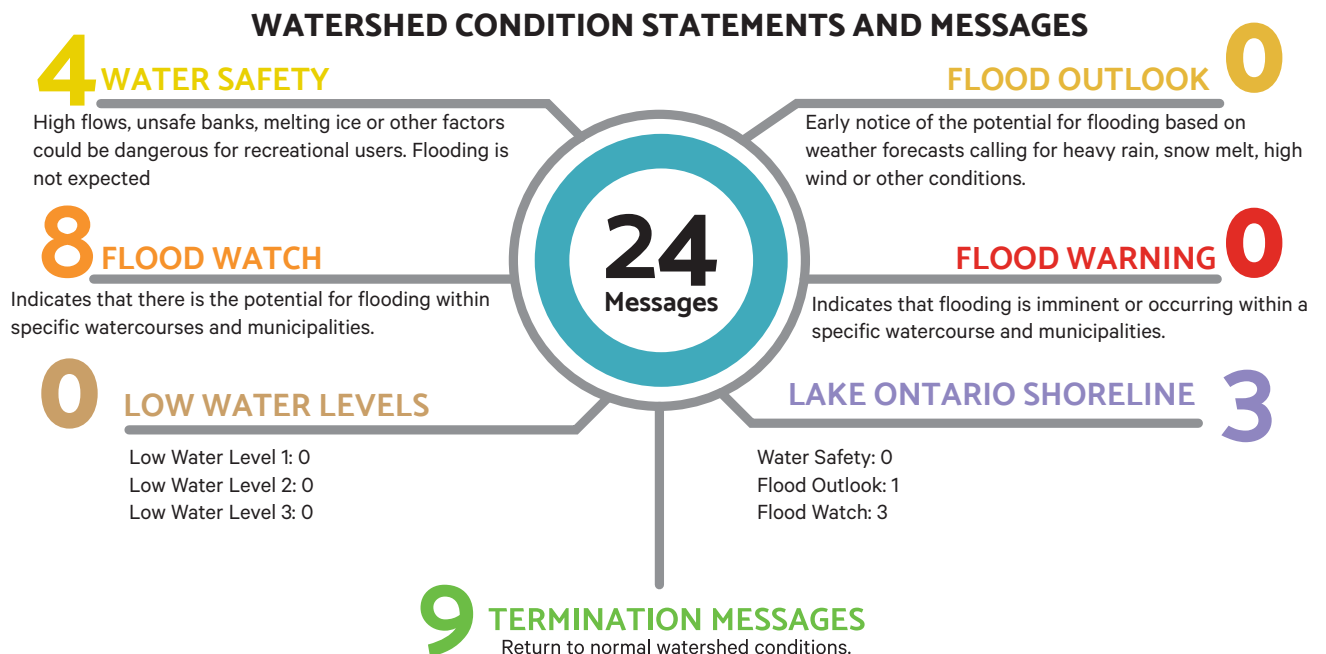 WATERSHED CONDITION STATEMENTS AND MESSAGES
4 WATER SAFETY
High flows, unsafe banks, melting ice or other factors
could be dangerous for recreational users. Flooding is
not expected
FLOOD OUTLOOK 0
Early notice of the potential for flooding based on
weather forecasts calling for heavy rain, snow melt, high
wind or other conditions.
24
Messages
8 FLOOD WATCH
Indicates that there is the potential for flooding within
specific watercourses and municipalities.
FLOOD WARNING 0
Indicates that flooding is imminent or occurring within a
specific watercourse and municipalities.
0 LOW WATER LEVELS
Low Water Level 1: 0
Low Water Level 2: 0
Low Water Level 3: 0
LAKE ONTARIO SHORELINE 3
Water Safety: 0
Flood Outlook: 1
Flood Watch: 3
9 TERMINATION MESSAGES
Return to normal watershed conditions.